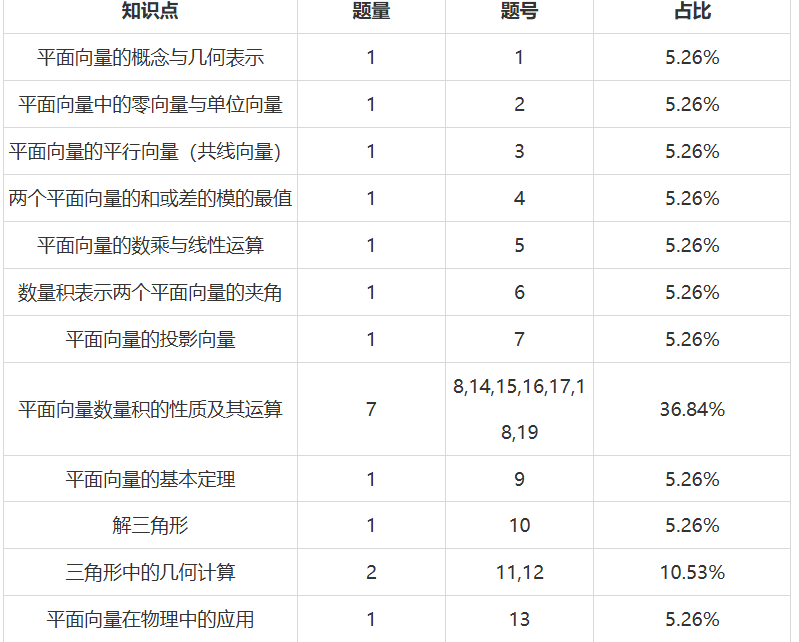 知识点 题量 题号 占比
平面向量的概念与几何表示 1 1 5.26%
平面向量中的零向量与单位向量 1 2 5.26%
平面向量的平行向量（共线向量） 1 3 5.26%
两个平面向量的和或差的模的最值 1 4 5.26%
平面向量的数乘与线性运算 1 5 5.26%
数量积表示两个平面向量的夹角 1 6 5.26%
平面向量的投影向量 1 7 5.26%
平面向量数量积的性质及其运算 7 8,14,15,16,17,1
8,19 36.84%
平面向量的基本定理 1 9 5.26%
解三角形 1 10 5.26%
三角形中的几何计算 2 11,12 10.53%
平面向量在物理中的应用 1 13 5.26%